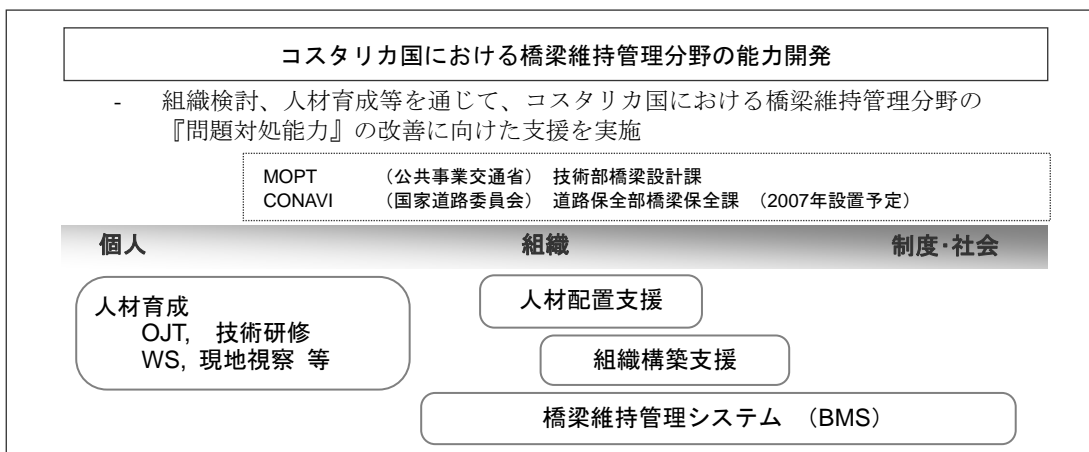 コスタリカ国における橋梁維持管理分野の能力開発
- 組織検討、人材育成等を通じて、コスタリカ国における橋梁維持管理分野の
『問題対処能力』の改善に向けた支援を実施
MOPT （公共事業交通省） 技術部橋梁設計課
CONAVI （国家道路委員会） 道路保全部橋梁保全課 （2007年設置予定）
個人 組織 制度・社会
人材育成
OJT, 技術研修
WS, 現地視察 等
人材配置支援
組織構築支援
橋梁維持管理システム （BMS）